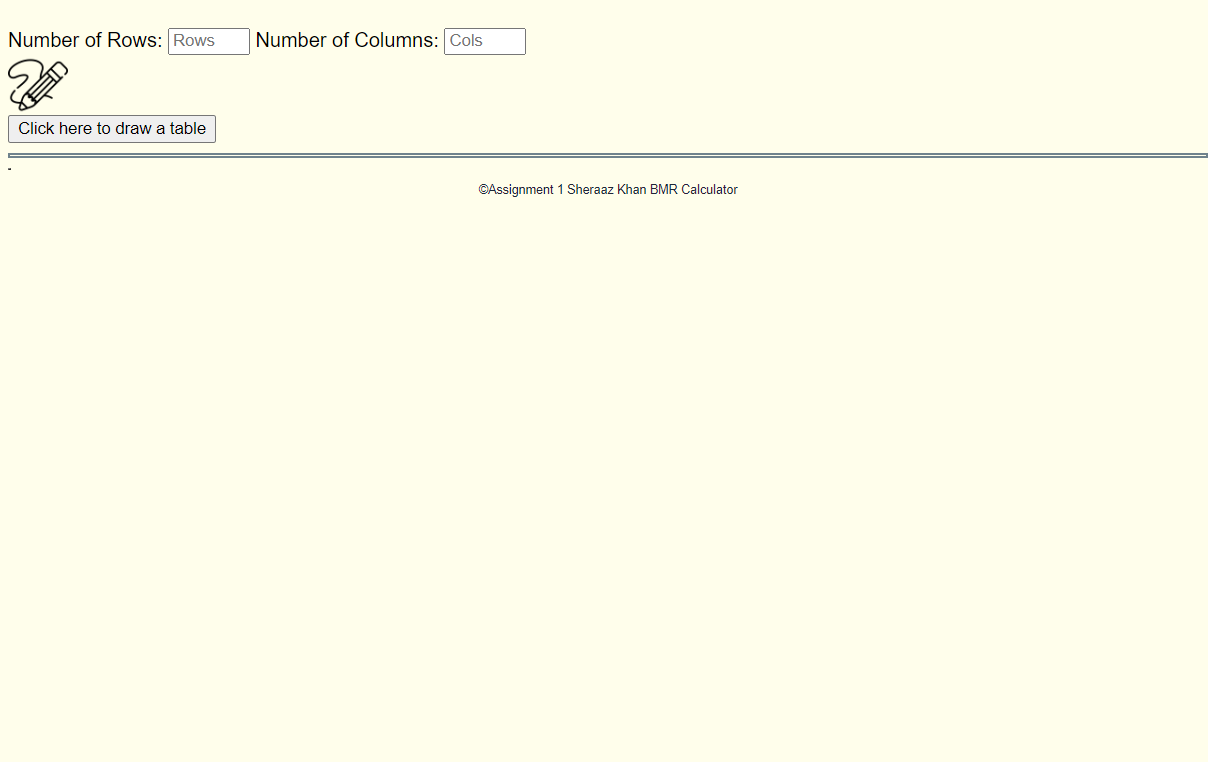 Number of Rows: Rows Number of Columns: Cols
Click here to draw a table
-
©Assignment 1 Sheraaz Khan BMR Calculator